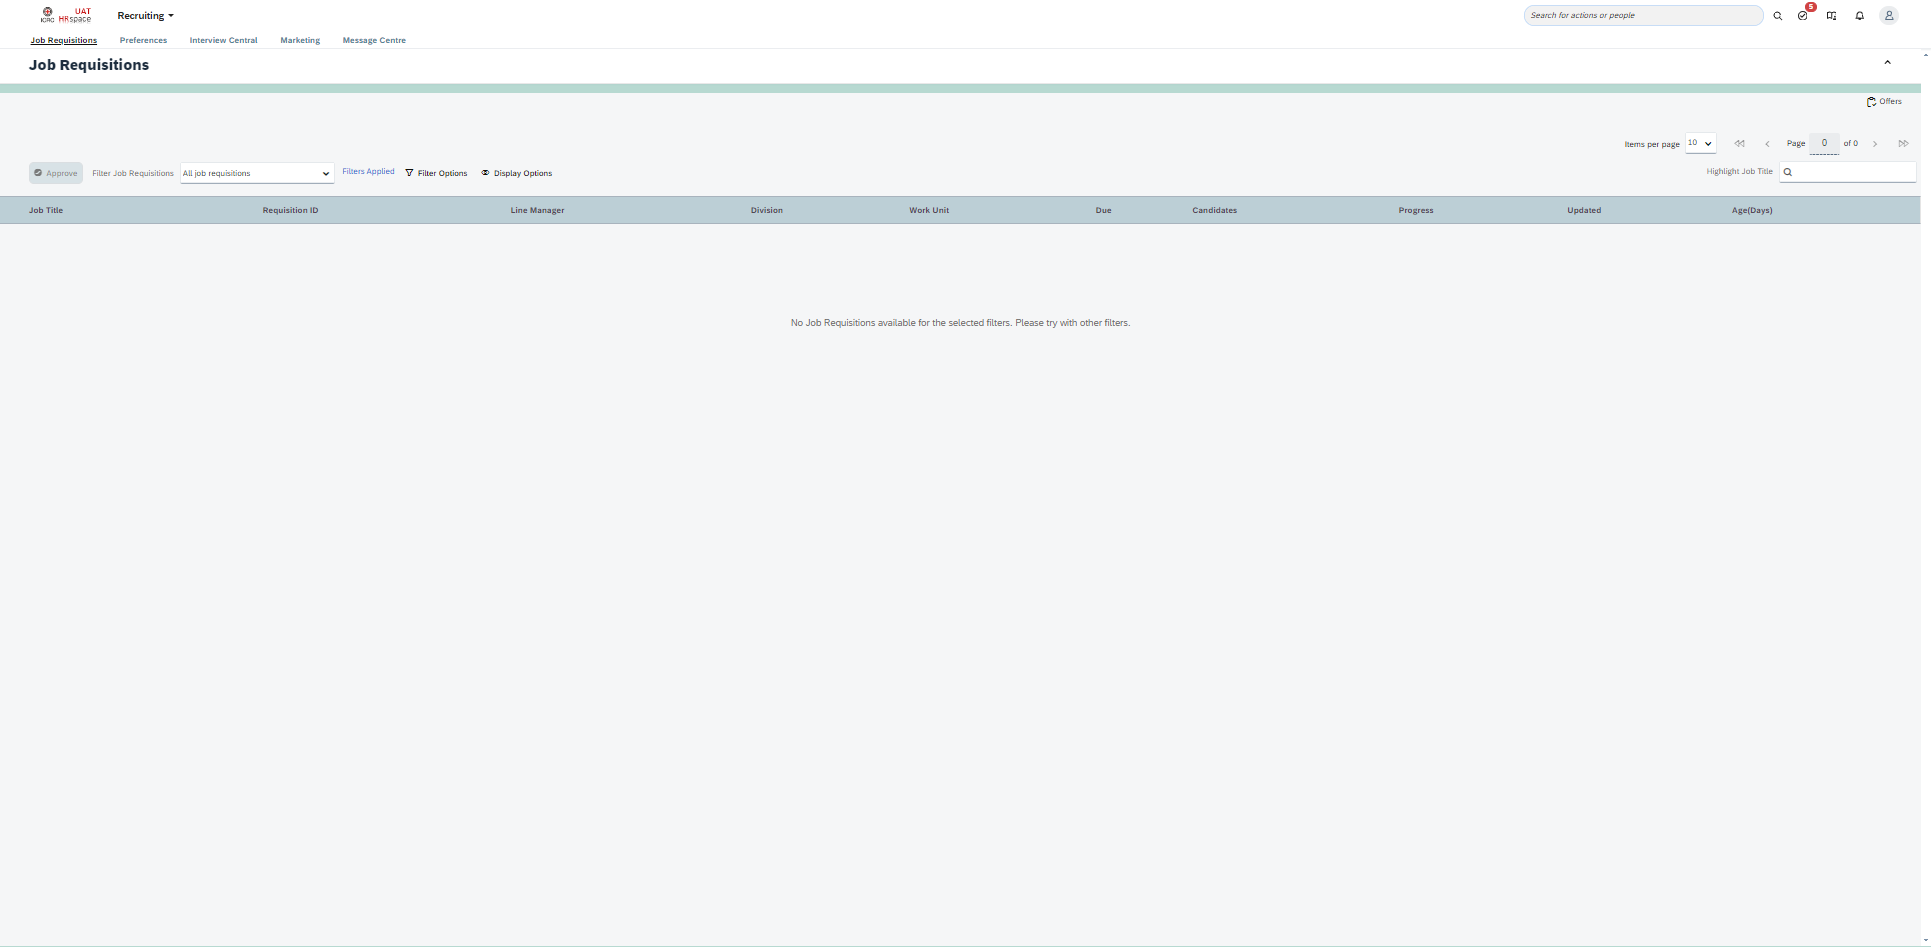 UAT
ICRC HRspace
Recruiting
Search for actions or people
5
Job Requisitions Preferences Interview Central Marketing Message Centre
Job Requisitions
Offers
Items per page 10 Page 0 of 0
Approve Filter Job Requisitions All job requisitions Filters Applied Filter Options Display Options Highlight Job Title
Job Title Requisition ID Line Manager Division Work Unit Due Candidates Progress Updated Age(Days)
No Job Requisitions available for the selected filters. Please try with other filters.